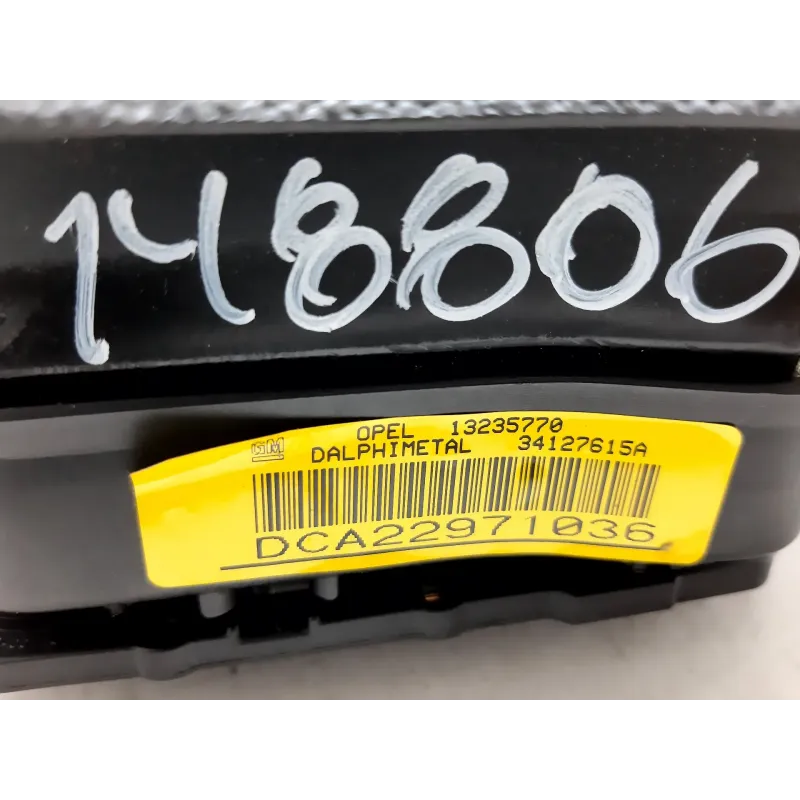 148806
GM OPEL 13235770
DALPHIMETAL 34127615A
DCA22971036